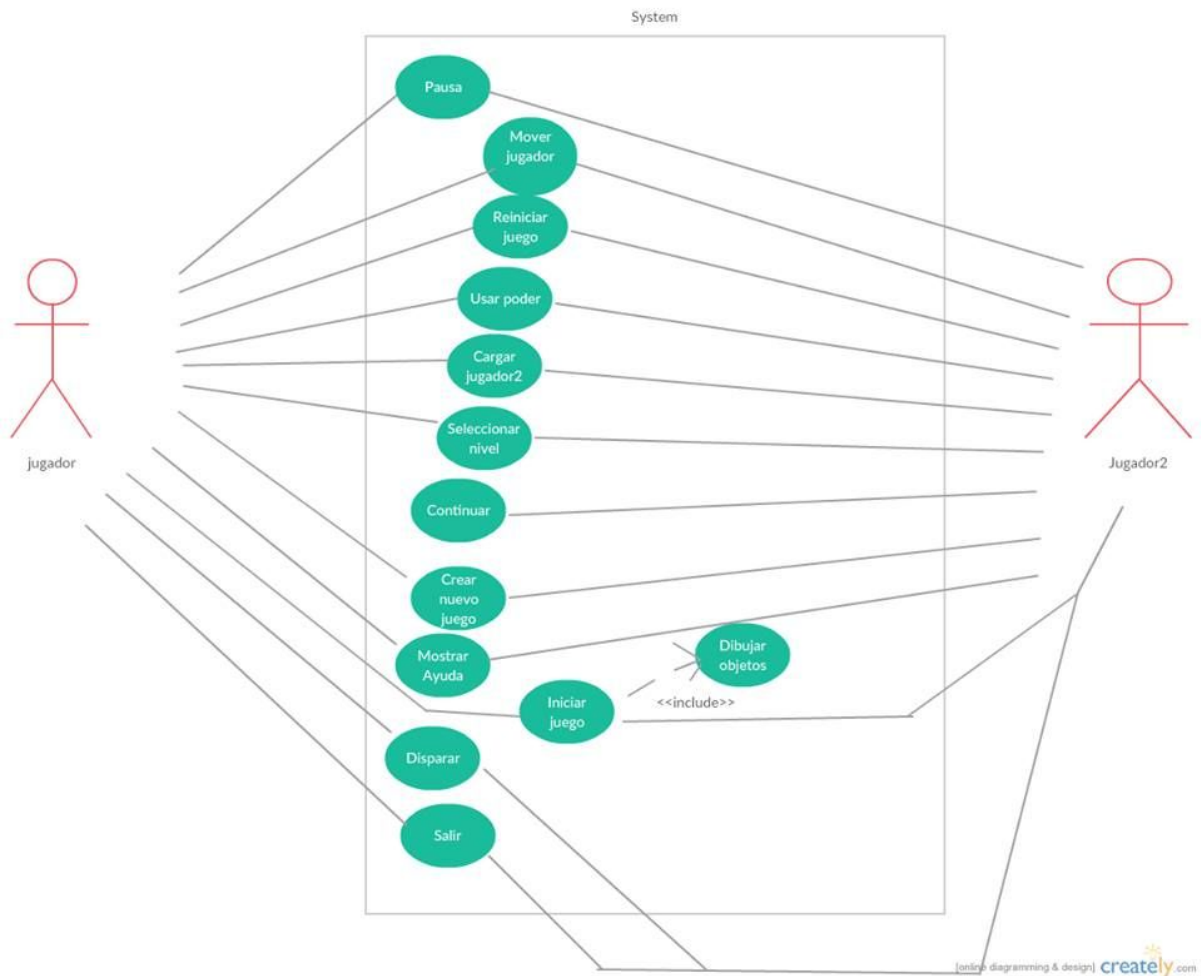 System
Pausa
Mover
jugador
Reiniciar
juego
Usar poder
Cargar
jugador2
Seleccionar
nivel
jugador
Jugador2
Continuar
Crear
nuevo
juego
Mostrar
Ayuda
Dibujar
objetos
<<include>>
Iniciar
juego
Disparar
Salir
[online diagramming & design] creately.com